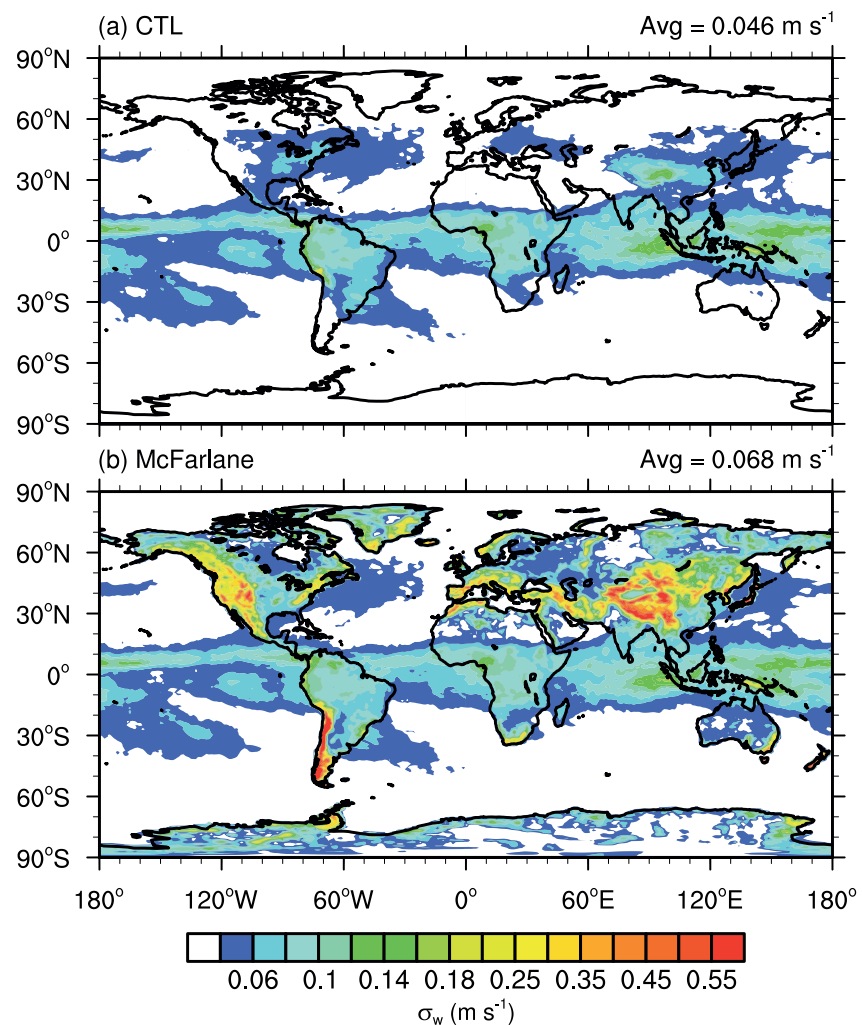 (a) CTL Avg = 0.046 m s⁻¹
90°N
60°N
30°N
0°
30°S
60°S
90°S
(b) McFarlane Avg = 0.068 m s⁻¹
90°N
60°N
30°N
0°
30°S
60°S
90°S
180° 120°W 60°W 0° 60°E 120°E 180°
0.06 0.1 0.14 0.18 0.25 0.35 0.45 0.55
σ_w (m s⁻¹)